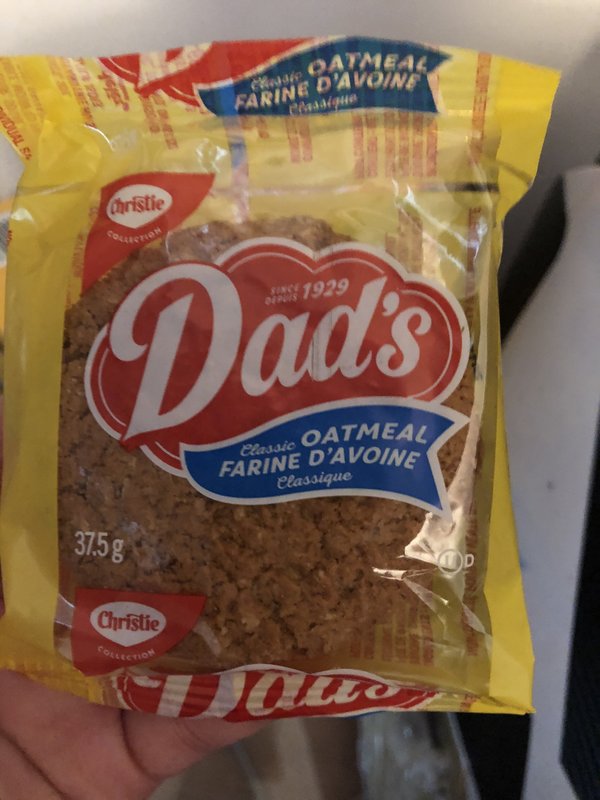 Classic OATMEAL
FARINE D'AVOINE
Classique
Christie
COLLECTION
SINCE
DEPUIS 1929
Dad's
Classic OATMEAL
FARINE D'AVOINE
Classique
37.5 g
U D
Christie
COLLECTION
Dad's